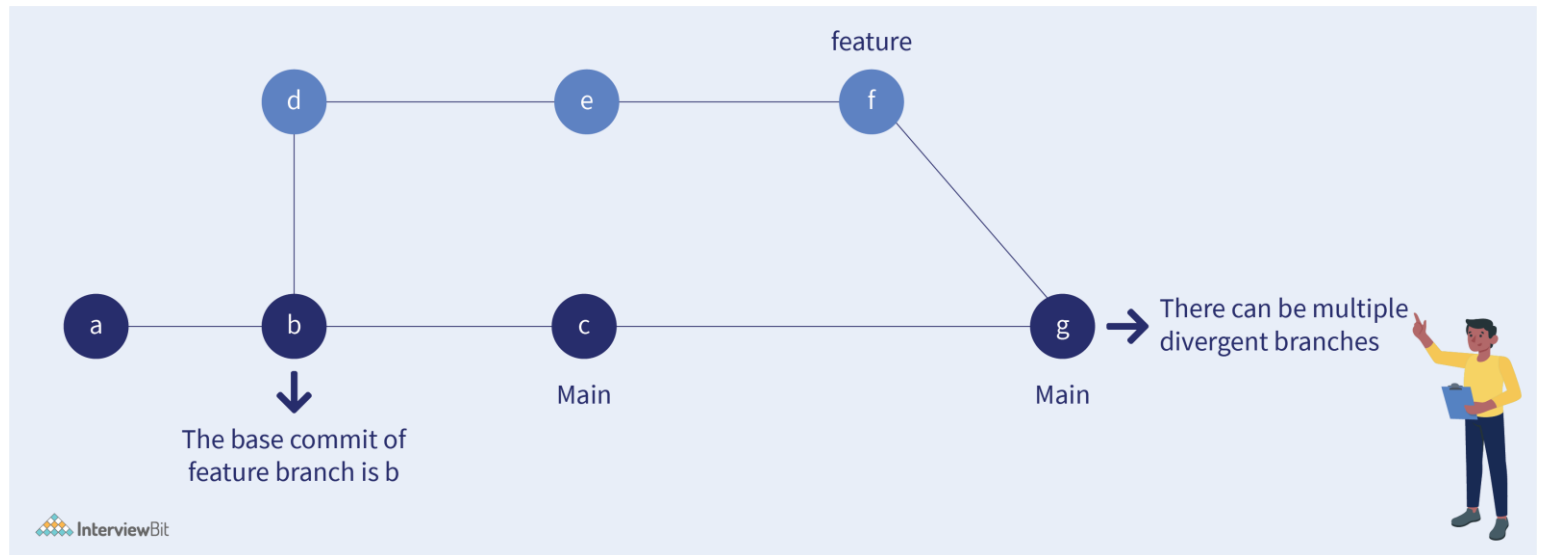 feature
d
e
f
a
b
c
g
There can be multiple
divergent branches
Main
Main
The base commit of
feature branch is b
InterviewBit